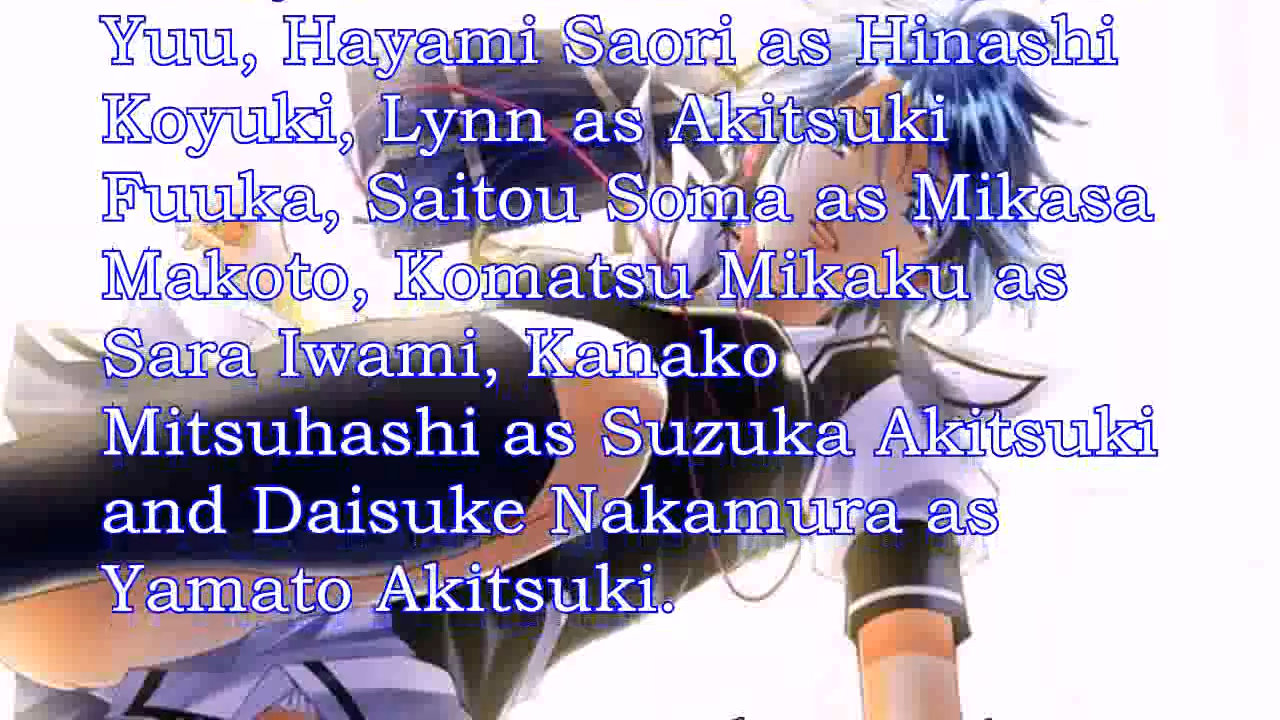 Yuu, Hayami Saori as Hinashi
Koyuki, Lynn as Akitsuki
Fuuka, Saitou Soma as Mikasa
Makoto, Komatsu Mikaku as
Sara Iwami, Kanako
Mitsuhashi as Suzuka Akitsuki
and Daisuke Nakamura as
Yamato Akitsuki.